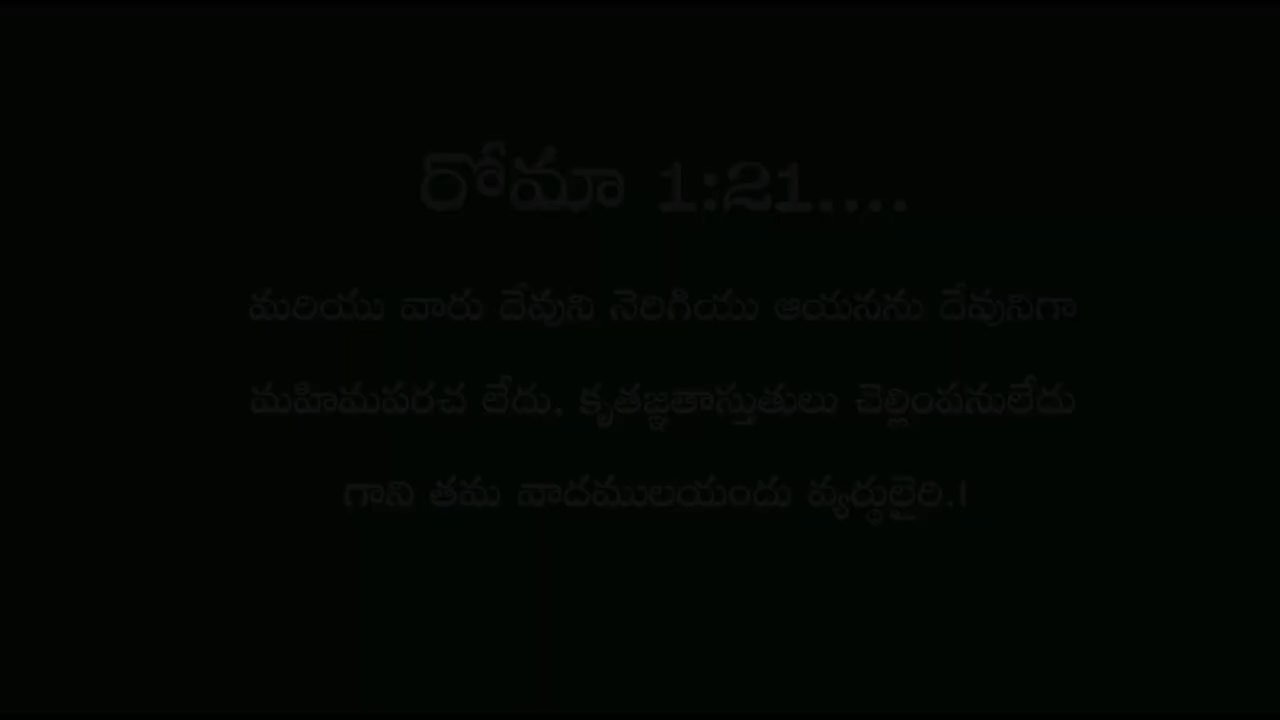 రోమా 1:21....
మరియు వారు దేవుని నెరిగియు ఆయనను దేవునిగా
మహిమపరచ లేదు. కృతజ్ఞతాస్తుతులు చెల్లింపనులేదు
గాని తమ వాదములయందు వ్యర్థులైరి.!